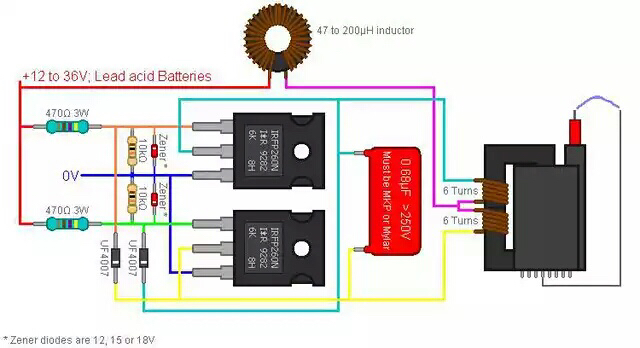 47 to 200μH inductor
+12 to 36V; Lead acid Batteries
470Ω 3W
10kΩ
Zener *
IRFP260N
I🞜R 9282
6K 8H
0V
0.68μF >250V
Must be MKP or Mylar
6 Turns
6 Turns
10kΩ
Zener *
470Ω 3W
IRFP260N
I🞜R 9282
6K 8H
UF4007
UF4007
* Zener diodes are 12, 15 or 18V